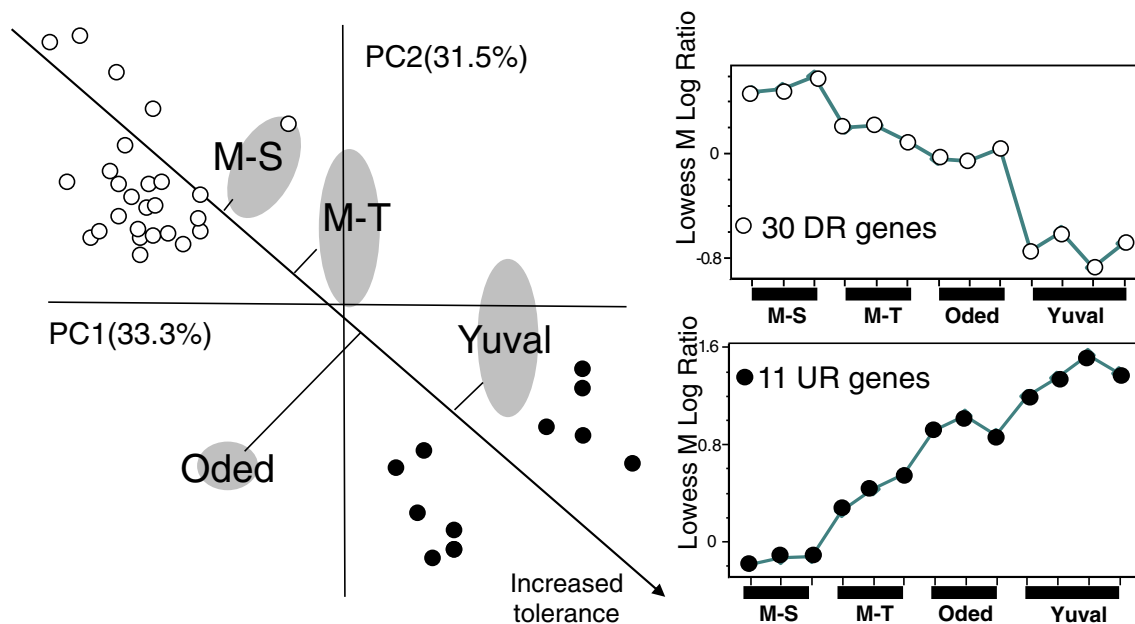 PC2(31.5%)
M-S
M-T
PC1(33.3%)
Yuval
Oded
Increased
tolerance
Lowess M Log Ratio
0
-0.8
30 DR genes
M-S M-T Oded Yuval
Lowess M Log Ratio
1.6
0.8
0
11 UR genes
M-S M-T Oded Yuval